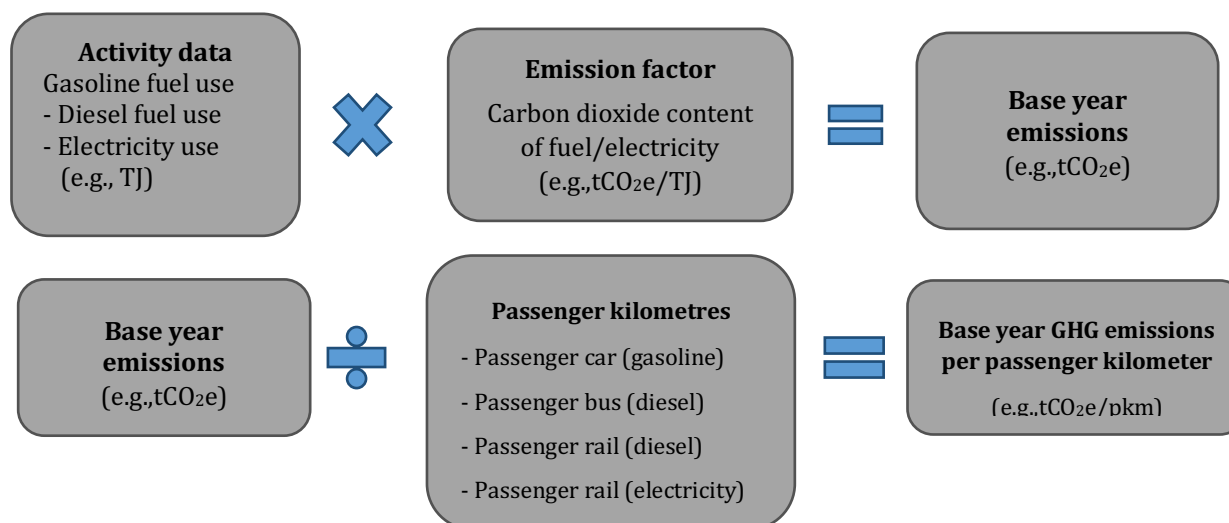 Activity data
Gasoline fuel use
- Diesel fuel use
- Electricity use
(e.g., TJ)
Emission factor
Carbon dioxide content
of fuel/electricity
(e.g.,tCO₂e/TJ)
Base year
emissions
(e.g.,tCO₂e)
Base year
emissions
(e.g.,tCO₂e)
Passenger kilometres
- Passenger car (gasoline)
- Passenger bus (diesel)
- Passenger rail (diesel)
- Passenger rail (electricity)
Base year GHG emissions
per passenger kilometer
(e.g.,tCO₂e/pkm)